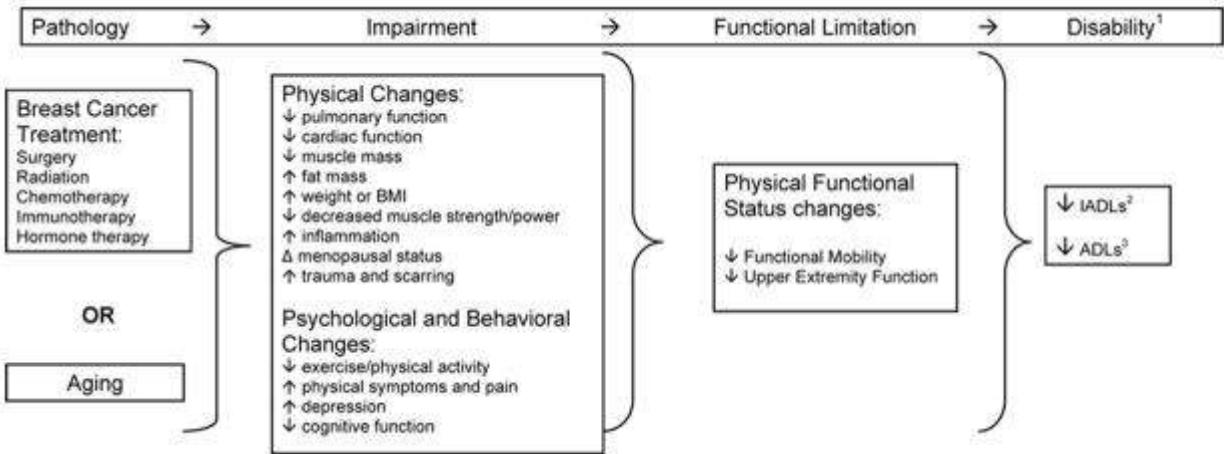 Pathology → Impairment → Functional Limitation → Disability¹
Breast Cancer
Treatment:
Surgery
Radiation
Chemotherapy
Immunotherapy
Hormone therapy
OR
Aging
Physical Changes:
↓ pulmonary function
↓ cardiac function
↓ muscle mass
↑ fat mass
↑ weight or BMI
↓ decreased muscle strength/power
↑ inflammation
Δ menopausal status
↑ trauma and scarring
Psychological and Behavioral
Changes:
↓ exercise/physical activity
↑ physical symptoms and pain
↑ depression
↓ cognitive function
Physical Functional
Status changes:
↓ Functional Mobility
↓ Upper Extremity Function
↓ IADLs²
↓ ADLs³